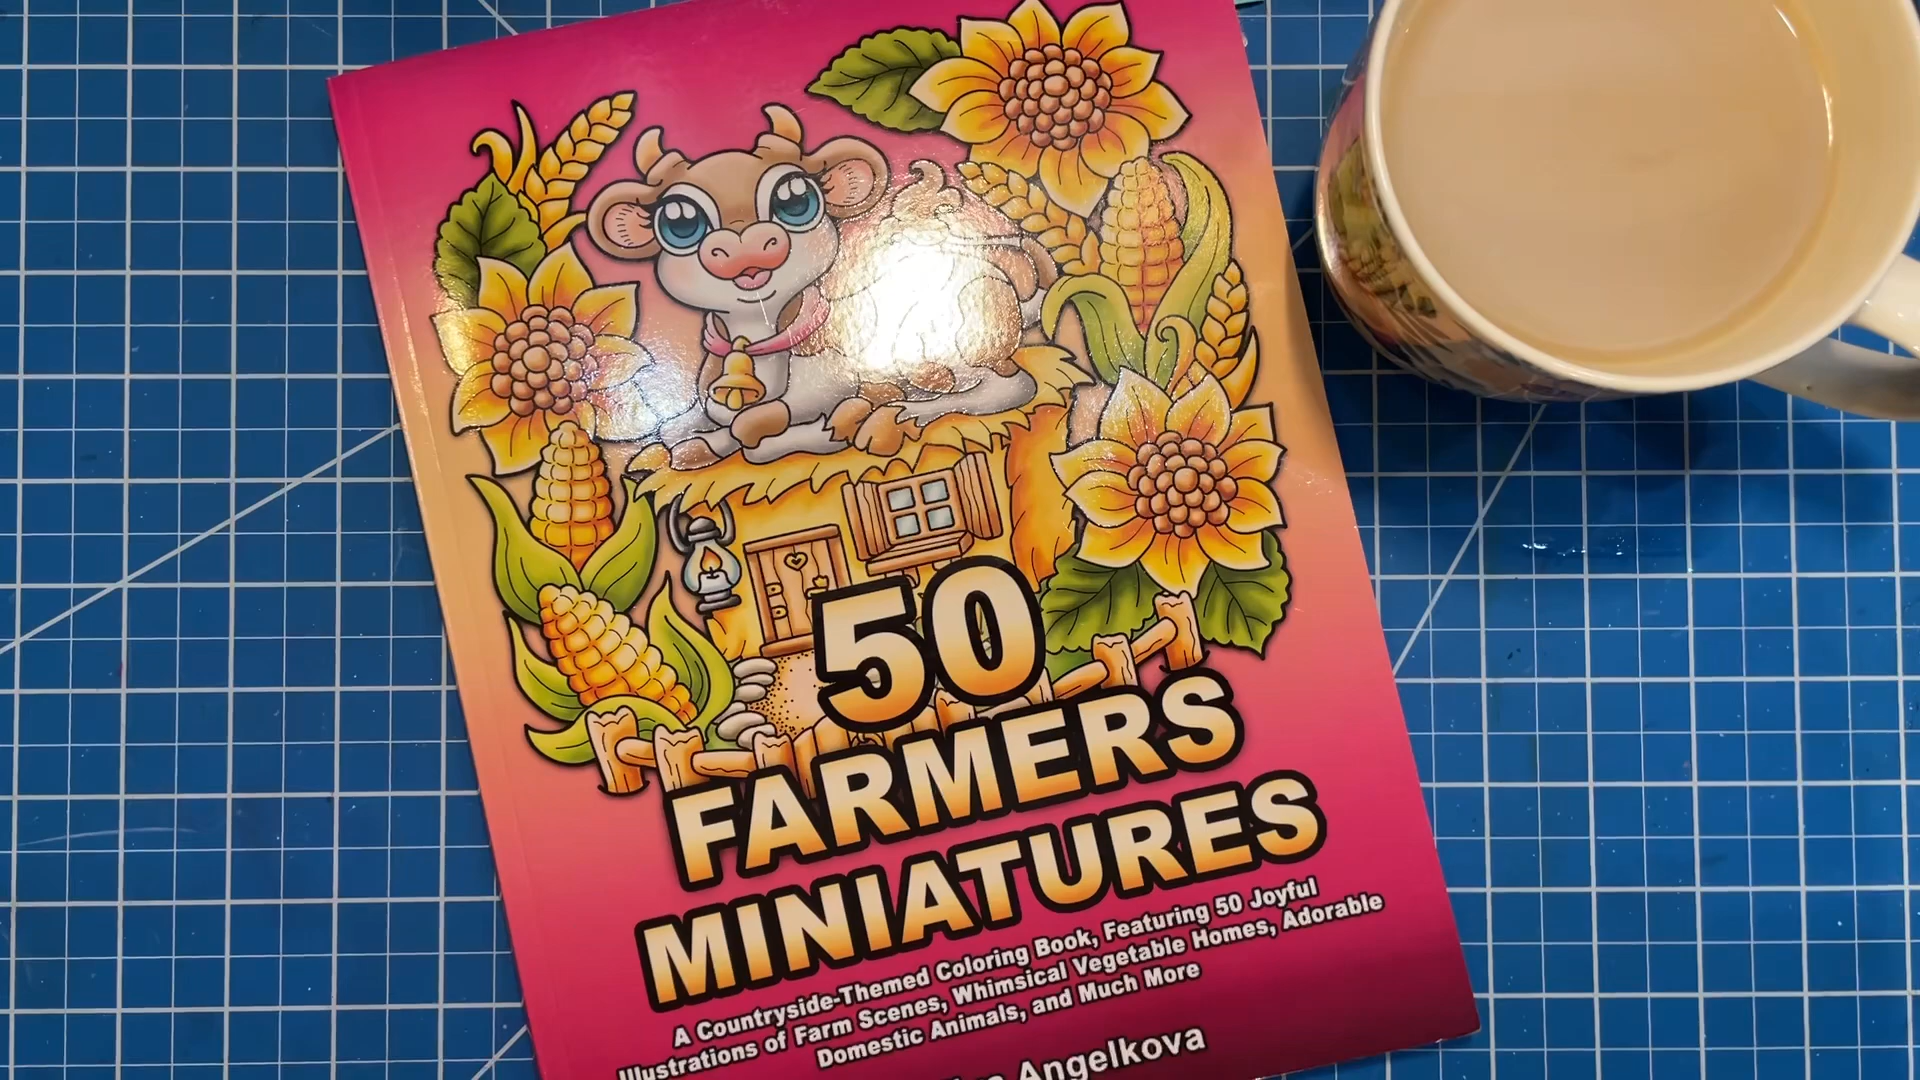 50
FARMERS
MINIATURES
A Countryside-Themed Coloring Book, Featuring 50 Joyful
Illustrations of Farm Scenes, Whimsical Vegetable Homes, Adorable
Domestic Animals, and Much More
Angelkova